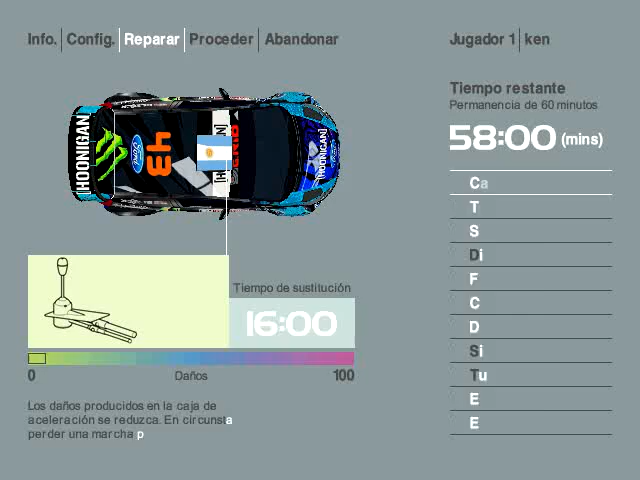 Info. Config. Reparar Proceder Abandonar
Jugador 1 ken
Tiempo restante
Permanencia de 60 minutos
58:00 (mins)
HOONIGAN
Ford
43
HOONIGAN
Ca
T
S
Di
F
C
D
Si
Tu
E
E
Tiempo de sustitución
16:00
0 Daños 100
Los daños producidos en la caja de
aceleración se reduzca. En circunsta
perder una marcha p